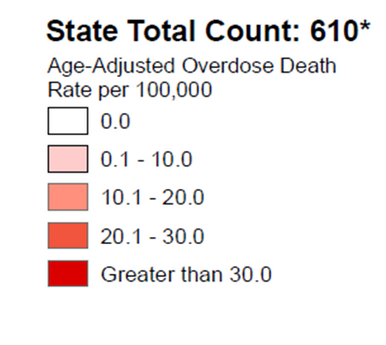 State Total Count: 610*
Age-Adjusted Overdose Death
Rate per 100,000
0.0
0.1 - 10.0
10.1 - 20.0
20.1 - 30.0
Greater than 30.0